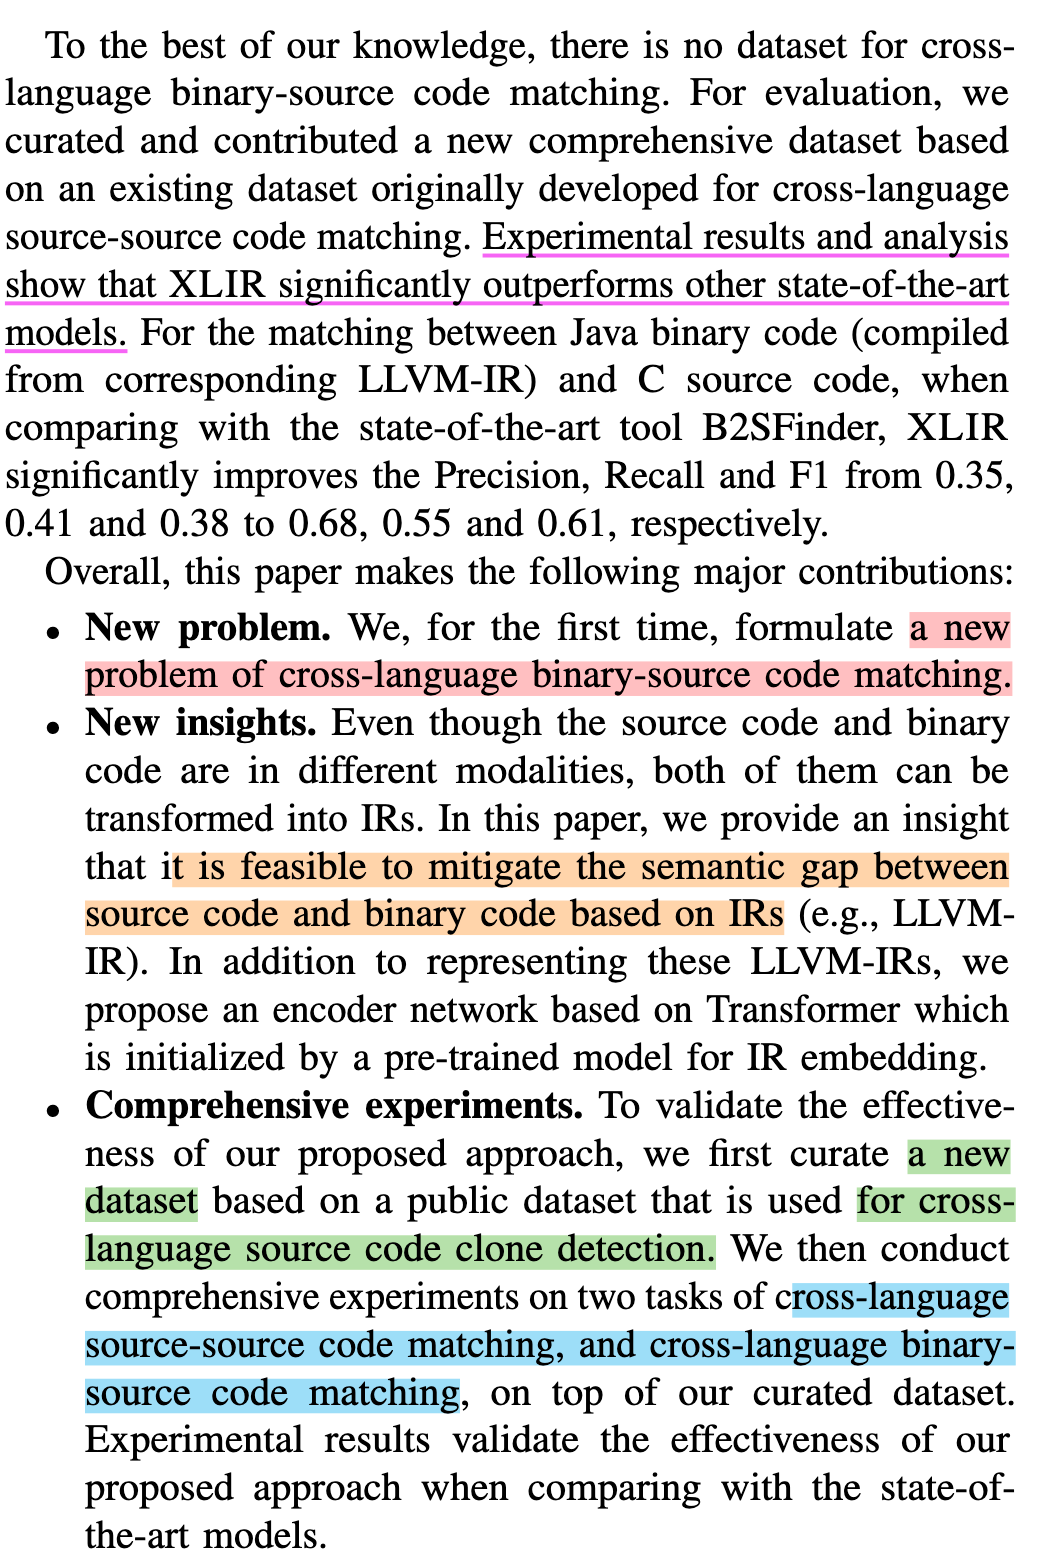 To the best of our knowledge, there is no dataset for cross-
language binary-source code matching. For evaluation, we
curated and contributed a new comprehensive dataset based
on an existing dataset originally developed for cross-language
source-source code matching. Experimental results and analysis
show that XLIR significantly outperforms other state-of-the-art
models. For the matching between Java binary code (compiled
from corresponding LLVM-IR) and C source code, when
comparing with the state-of-the-art tool B2SFinder, XLIR
significantly improves the Precision, Recall and F1 from 0.35,
0.41 and 0.38 to 0.68, 0.55 and 0.61, respectively.
Overall, this paper makes the following major contributions:
• New problem. We, for the first time, formulate a new
problem of cross-language binary-source code matching.
• New insights. Even though the source code and binary
code are in different modalities, both of them can be
transformed into IRs. In this paper, we provide an insight
that it is feasible to mitigate the semantic gap between
source code and binary code based on IRs (e.g., LLVM-
IR). In addition to representing these LLVM-IRs, we
propose an encoder network based on Transformer which
is initialized by a pre-trained model for IR embedding.
• Comprehensive experiments. To validate the effective-
ness of our proposed approach, we first curate a new
dataset based on a public dataset that is used for cross-
language source code clone detection. We then conduct
comprehensive experiments on two tasks of cross-language
source-source code matching, and cross-language binary-
source code matching, on top of our curated dataset.
Experimental results validate the effectiveness of our
proposed approach when comparing with the state-of-
the-art models.